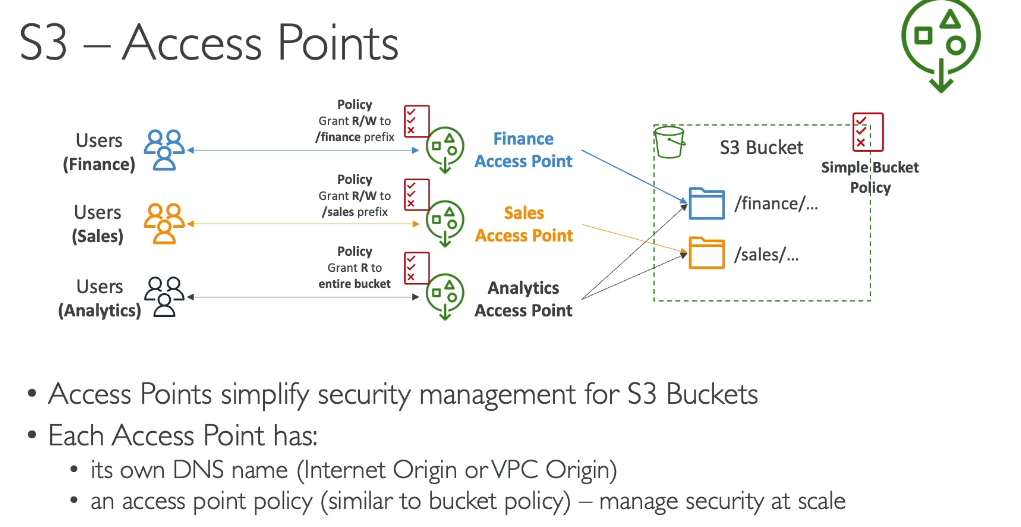 S3 – Access Points
Policy
Grant R/W to
/finance prefix
Users
(Finance)
Finance
Access Point
S3 Bucket
Simple Bucket
Policy
Policy
Grant R/W to
/sales prefix
Users
(Sales)
Sales
Access Point
/finance/...
/sales/...
Policy
Grant R to
entire bucket
Users
(Analytics)
Analytics
Access Point
• Access Points simplify security management for S3 Buckets
• Each Access Point has:
• its own DNS name (Internet Origin or VPC Origin)
• an access point policy (similar to bucket policy) – manage security at scale